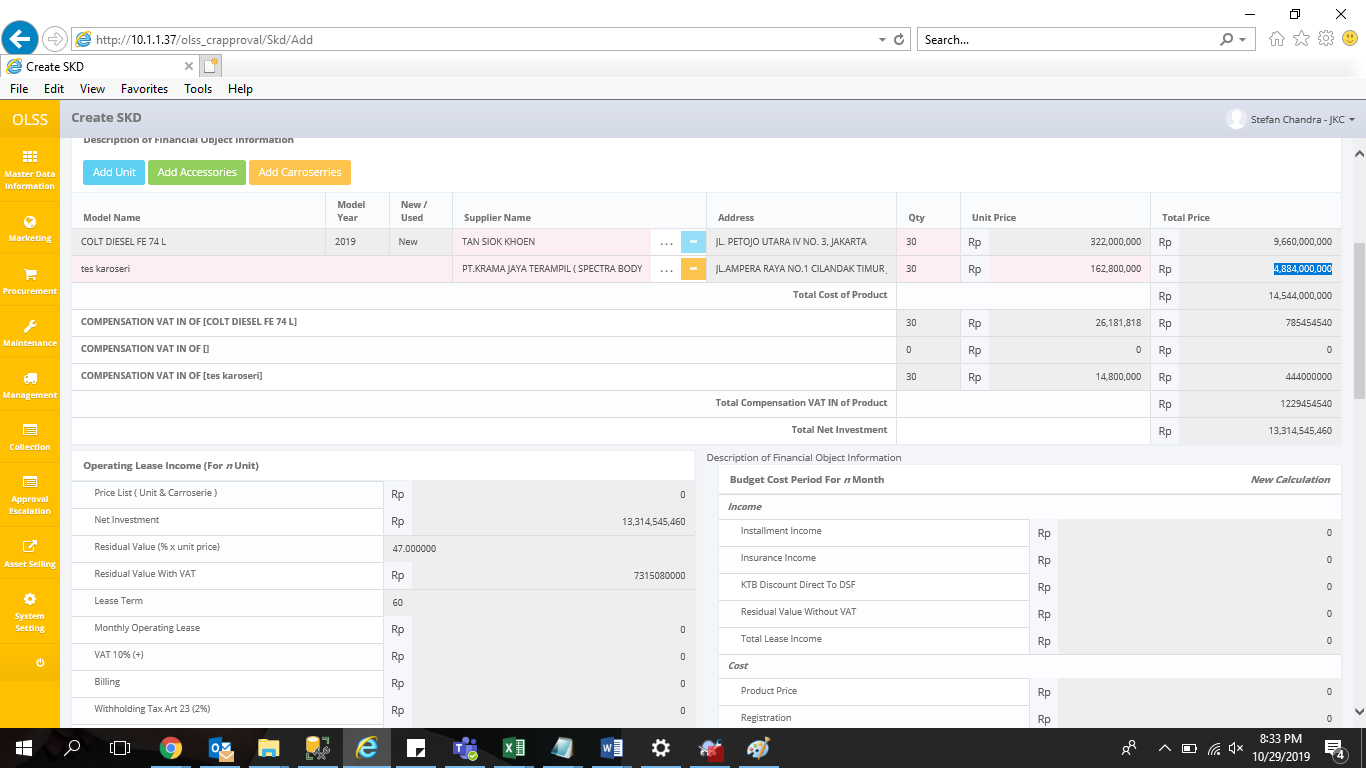 http://10.1.1.37/olss_crapproval/Skd/Add
Search...
Create SKD
File Edit View Favorites Tools Help
OLSS
Create SKD
Stefan Chandra - JKC
Master Data Information
Marketing
Procurement
Maintenance
Management
Collection
Approval Escalation
Asset Selling
System Setting
Description of Financial Object Information
Add Unit Add Accessories Add Carroserries
Model Name Model Year New / Used Supplier Name Address Qty Unit Price Total Price
COLT DIESEL FE 74 L 2019 New TAN SIOK KHOEN ... JL. PETOJO UTARA IV NO. 3, JAKARTA 30 Rp 322,000,000 Rp 9,660,000,000
tes karoseri PT.KRAMA JAYA TERAMPIL ( SPECTRA BODY ... JL.AMPERA RAYA NO.1 CILANDAK TIMUR, 30 Rp 162,800,000 Rp 4,884,000,000
Total Cost of Product Rp 14,544,000,000
COMPENSATION VAT IN OF [COLT DIESEL FE 74 L] 30 Rp 26,181,818 Rp 785454540
COMPENSATION VAT IN OF [] 0 Rp 0 Rp 0
COMPENSATION VAT IN OF [tes karoseri] 30 Rp 14,800,000 Rp 444000000
Total Compensation VAT IN of Product Rp 1229454540
Total Net Investment Rp 13,314,545,460
Operating Lease Income (For n Unit)
Price List ( Unit & Carroserie ) Rp 0
Net Investment Rp 13,314,545,460
Residual Value (% x unit price) 47.000000
Residual Value With VAT Rp 7315080000
Lease Term 60
Monthly Operating Lease Rp 0
VAT 10% (+) Rp 0
Billing Rp 0
Withholding Tax Art 23 (2%) Rp 0
Description of Financial Object Information
Budget Cost Period For n Month New Calculation
Income
Installment Income Rp 0
Insurance Income Rp 0
KTB Discount Direct To DSF Rp 0
Residual Value Without VAT Rp 0
Total Lease Income Rp 0
Cost
Product Price Rp 0
Registration Rp 0
8:33 PM
10/29/2019
4